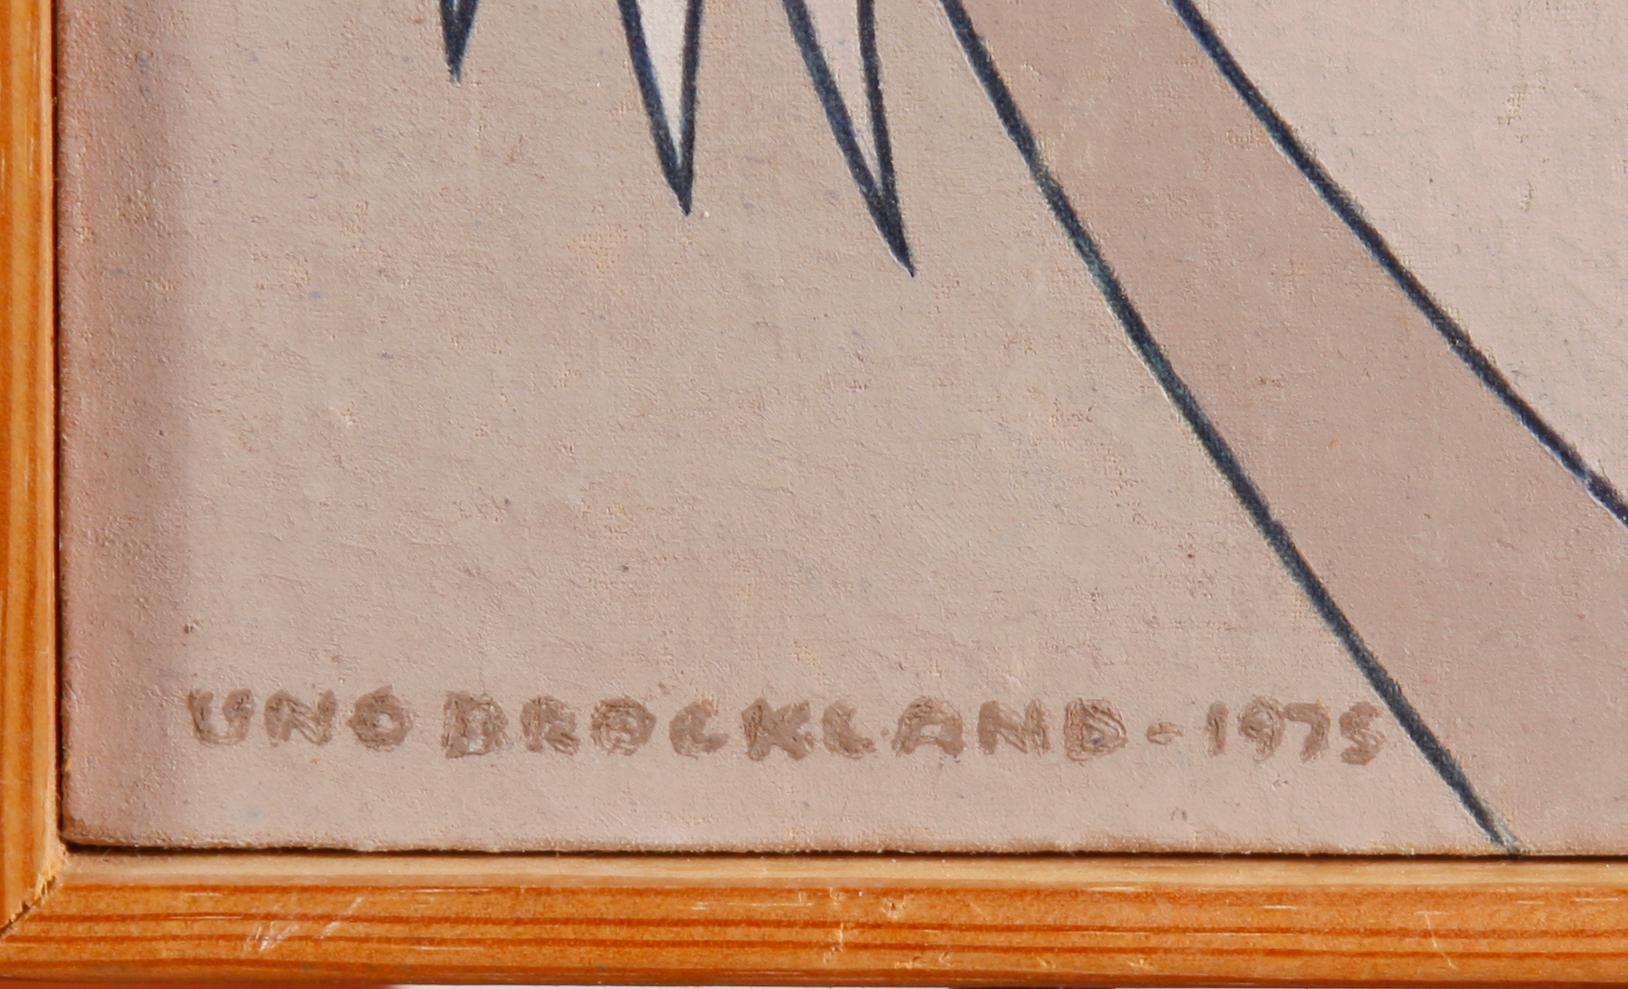 UNO BROCKLAND - 1975